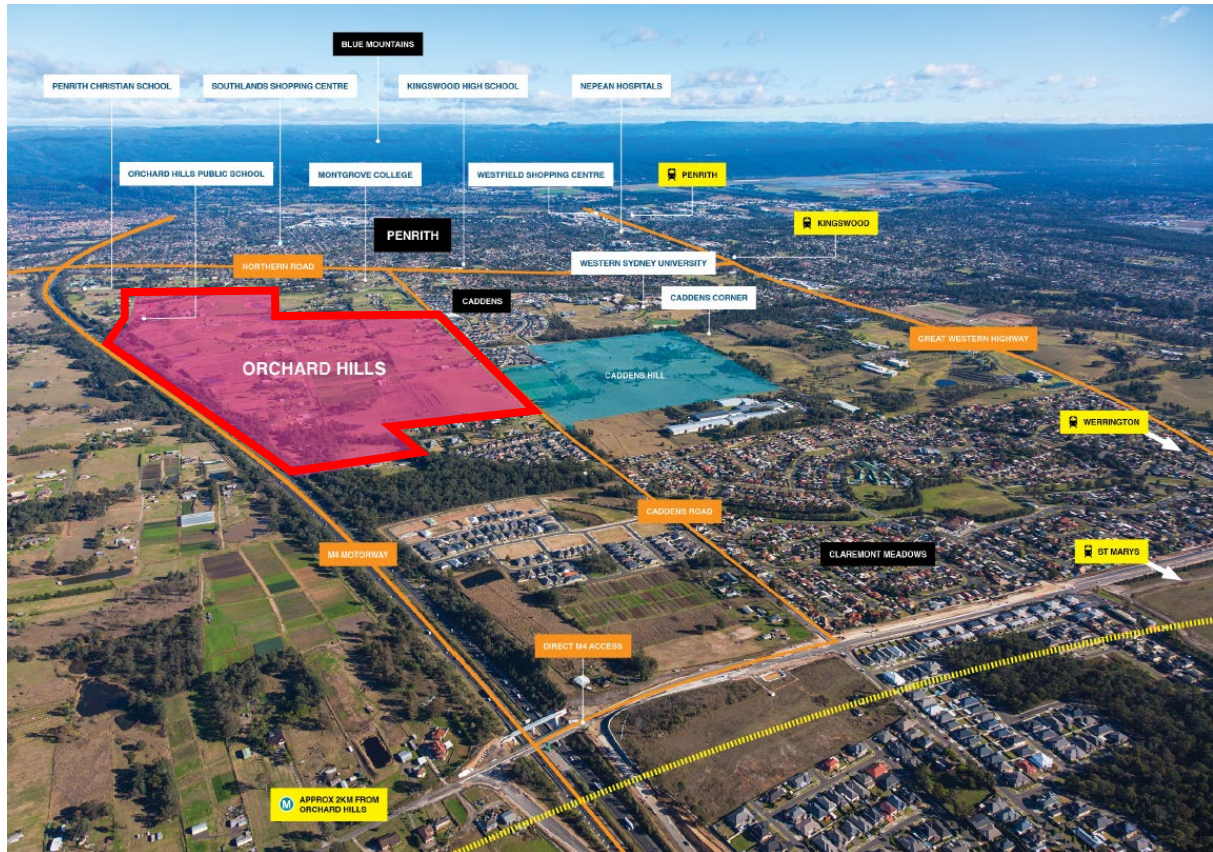 BLUE MOUNTAINS
PENRITH CHRISTIAN SCHOOL
SOUTHLANDS SHOPPING CENTRE
KINGSWOOD HIGH SCHOOL
NEPEAN HOSPITALS
ORCHARD HILLS PUBLIC SCHOOL
MONTGROVE COLLEGE
WESTFIELD SHOPPING CENTRE
PENRITH
KINGSWOOD
PENRITH
NORTHERN ROAD
WESTERN SYDNEY UNIVERSITY
CADDENS
CADDENS CORNER
GREAT WESTERN HIGHWAY
ORCHARD HILLS
CADDENS HILL
WERRINGTON
CADDENS ROAD
M4 MOTORWAY
CLAREMONT MEADOWS
ST MARYS
DIRECT M4 ACCESS
M APPROX 2KM FROM
ORCHARD HILLS